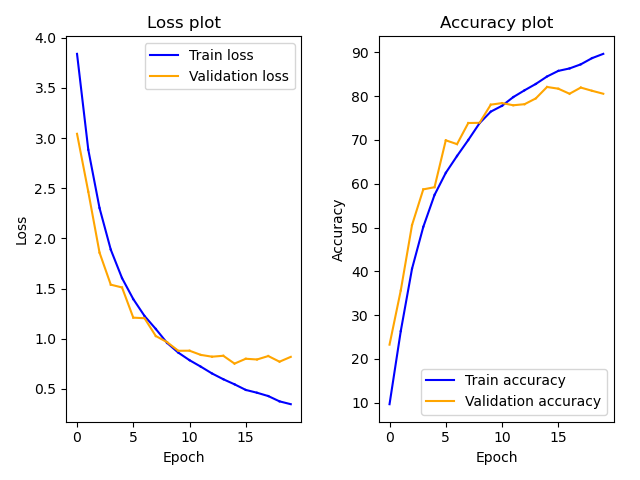 Loss plot
4.0
3.5
3.0
2.5
2.0
1.5
1.0
0.5
Loss
Train loss
Validation loss
0
5
10
15
Epoch
Accuracy plot
90
80
70
60
50
40
30
20
10
Accuracy
Train accuracy
Validation accuracy
0
5
10
15
Epoch